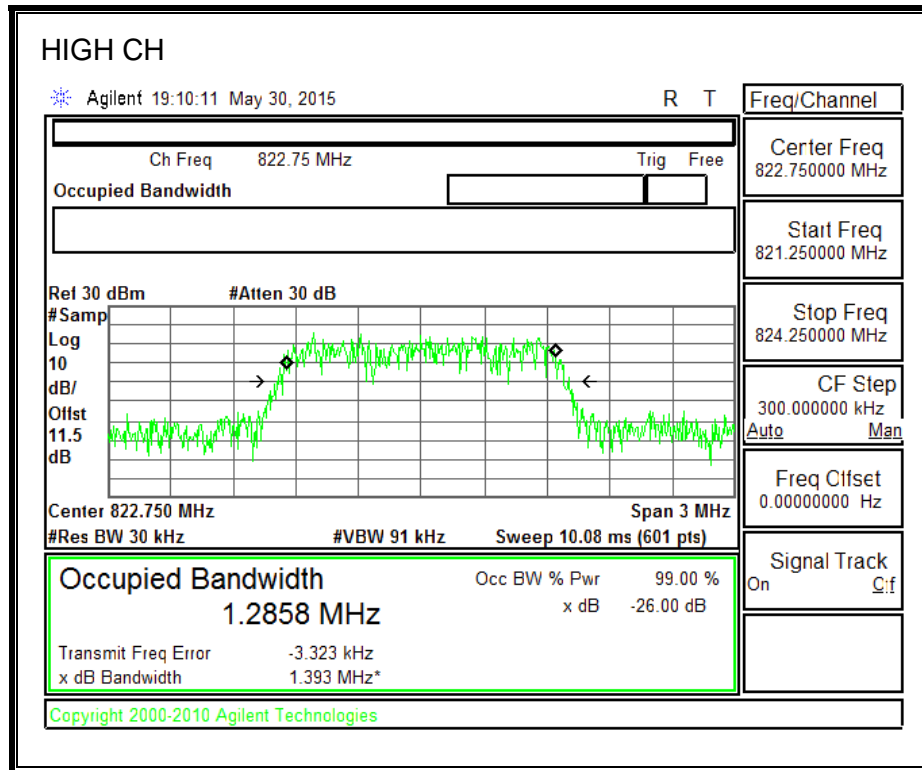 HIGH CH
Agilent 19:10:11 May 30, 2015 R T
Freq/Channel
Ch Freq 822.75 MHz Trig Free
Occupied Bandwidth
Center Freq
822.750000 MHz
Start Freq
821.250000 MHz
Stop Freq
824.250000 MHz
CF Step
300.000000 kHz
Auto Man
Freq Offset
0.00000000 Hz
Signal Track
On Off
Ref 30 dBm #Atten 30 dB
#Samp
Log
10
dB/
Offst
11.5
dB
Center 822.750 MHz Span 3 MHz
#Res BW 30 kHz #VBW 91 kHz Sweep 10.08 ms (601 pts)
Occupied Bandwidth Occ BW % Pwr 99.00 %
1.2858 MHz x dB -26.00 dB
Transmit Freq Error -3.323 kHz
x dB Bandwidth 1.393 MHz*
Copyright 2000-2010 Agilent Technologies